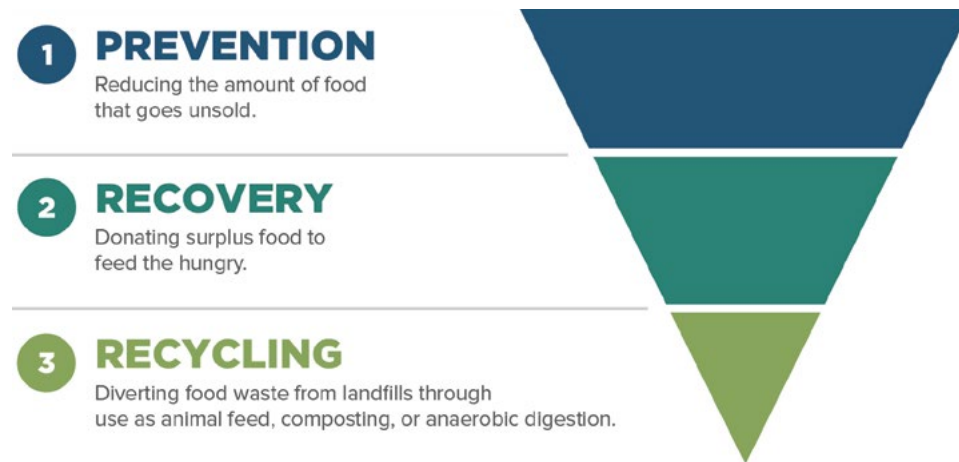 1 PREVENTION
Reducing the amount of food
that goes unsold.
2 RECOVERY
Donating surplus food to
feed the hungry.
3 RECYCLING
Diverting food waste from landfills through
use as animal feed, composting, or anaerobic digestion.